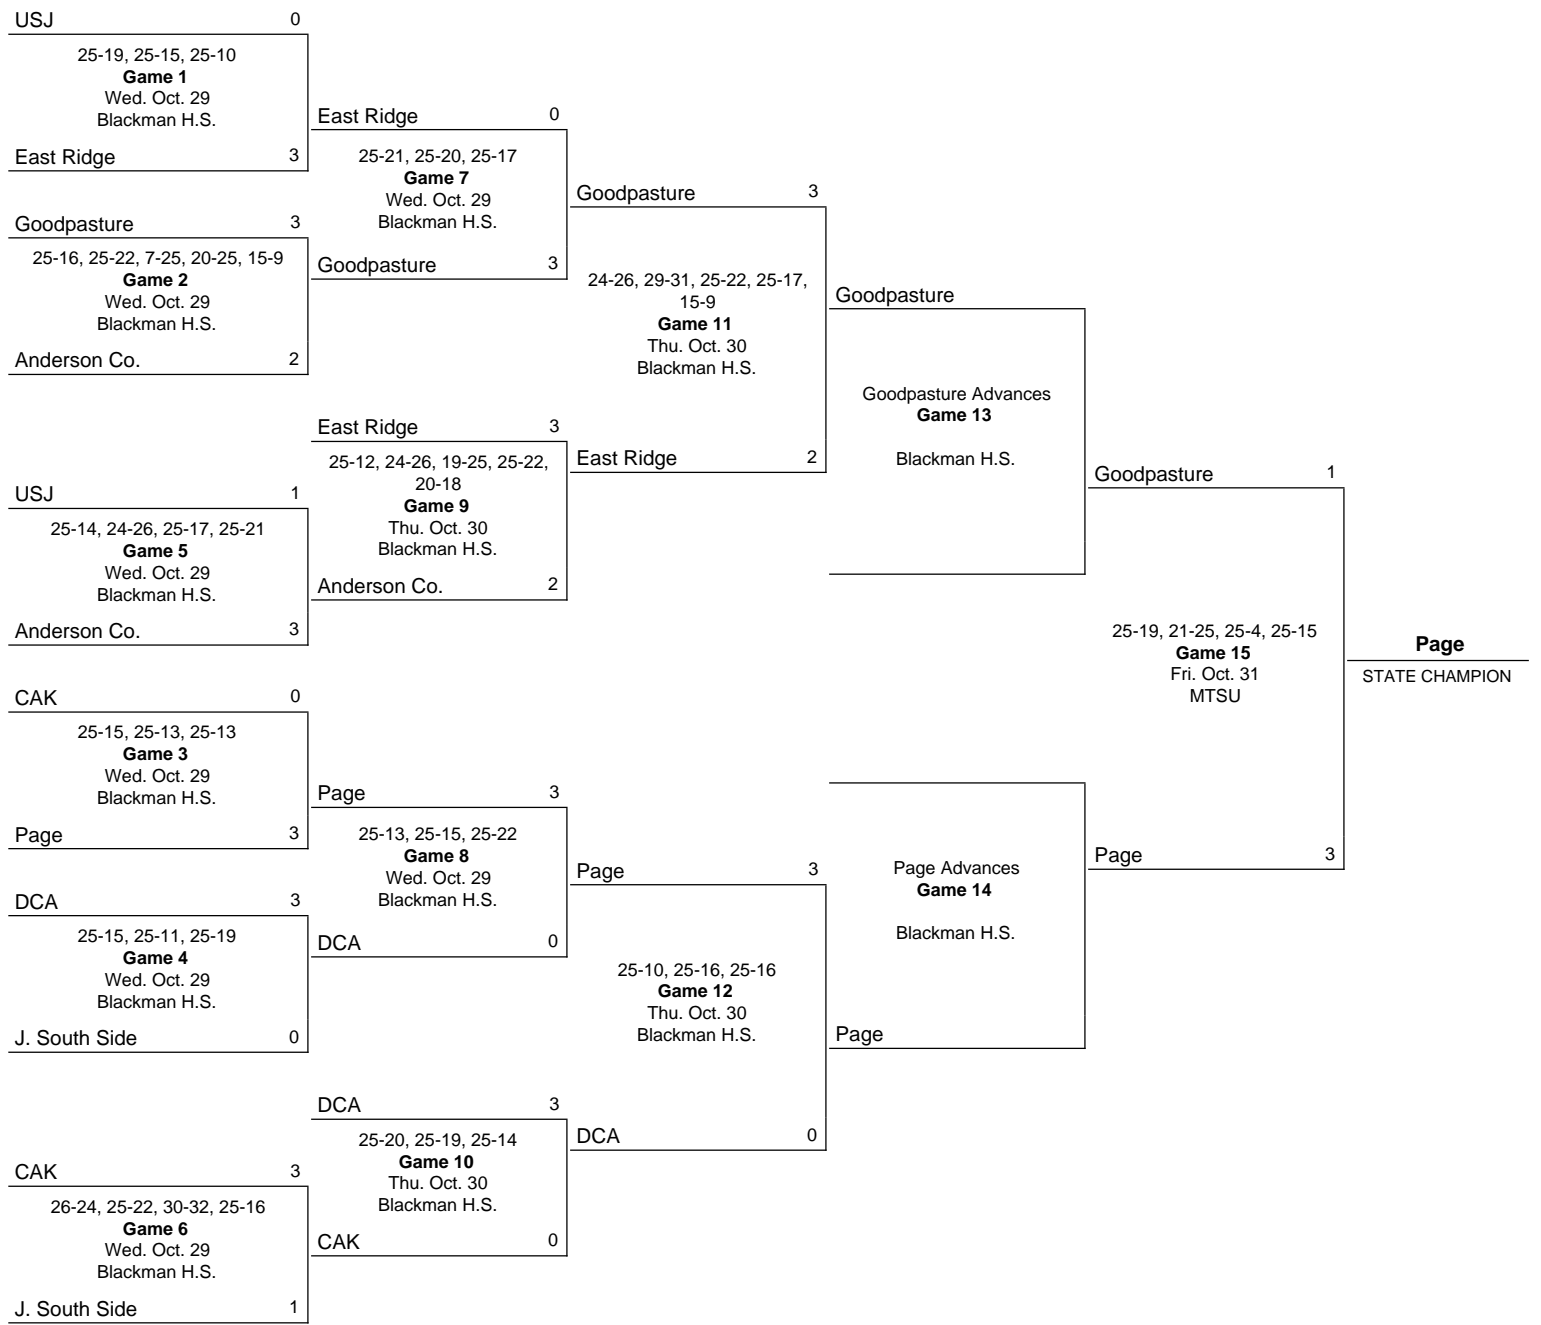 USJ 0
25-19, 25-15, 25-10
Game 1
Wed. Oct. 29
Blackman H.S.
East Ridge 3
Goodpasture 3
25-16, 25-22, 7-25, 20-25, 15-9
Game 2
Wed. Oct. 29
Blackman H.S.
Anderson Co. 2
USJ 1
25-14, 24-26, 25-17, 25-21
Game 5
Wed. Oct. 29
Blackman H.S.
Anderson Co. 3
CAK 0
25-15, 25-13, 25-13
Game 3
Wed. Oct. 29
Blackman H.S.
Page 3
DCA 3
25-15, 25-11, 25-19
Game 4
Wed. Oct. 29
Blackman H.S.
J. South Side 0
CAK 3
26-24, 25-22, 30-32, 25-16
Game 6
Wed. Oct. 29
Blackman H.S.
J. South Side 1
East Ridge 0
25-21, 25-20, 25-17
Game 7
Wed. Oct. 29
Blackman H.S.
Goodpasture 3
East Ridge 3
25-12, 24-26, 19-25, 25-22,
20-18
Game 9
Thu. Oct. 30
Blackman H.S.
Anderson Co. 2
Page 3
25-13, 25-15, 25-22
Game 8
Wed. Oct. 29
Blackman H.S.
DCA 0
DCA 3
25-20, 25-19, 25-14
Game 10
Thu. Oct. 30
Blackman H.S.
CAK 0
Goodpasture 3
24-26, 29-31, 25-22, 25-17,
15-9
Game 11
Thu. Oct. 30
Blackman H.S.
East Ridge 2
Page 3
25-10, 25-16, 25-16
Game 12
Thu. Oct. 30
Blackman H.S.
DCA 0
Goodpasture
Goodpasture Advances
Game 13
Blackman H.S.
Page Advances
Game 14
Blackman H.S.
Page
Goodpasture 1
25-19, 21-25, 25-4, 25-15
Game 15
Fri. Oct. 31
MTSU
Page 3
Page
STATE CHAMPION